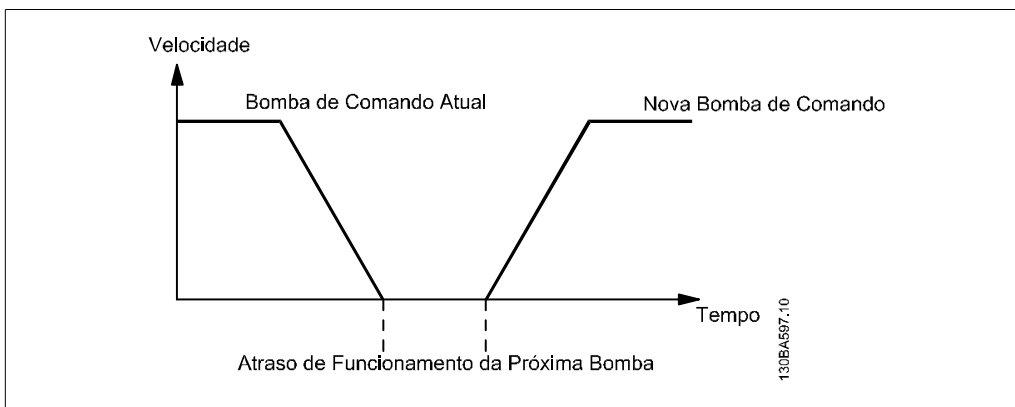 Velocidade
Bomba de Comando Atual
Nova Bomba de Comando
Tempo
Atraso de Funcionamento da Próxima Bomba
130BA597.10